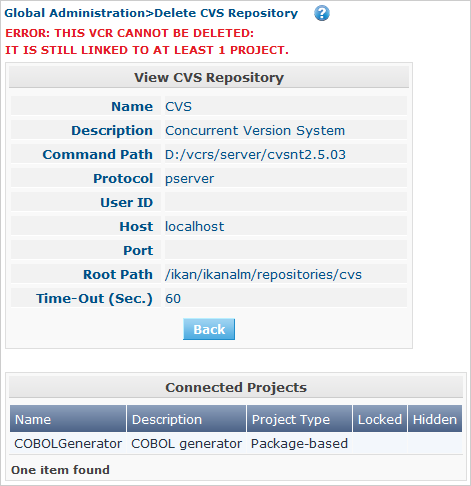 Global Administration>Delete CVS Repository ?
ERROR: THIS VCR CANNOT BE DELETED:
IT IS STILL LINKED TO AT LEAST 1 PROJECT.
View CVS Repository
Name CVS
Description Concurrent Version System
Command Path D:/vcrs/server/cvsnt2.5.03
Protocol pserver
User ID
Host localhost
Port
Root Path /ikan/ikanalm/repositories/cvs
Time-Out (Sec.) 60
Back
Connected Projects
Name Description Project Type Locked Hidden
COBOLGenerator COBOL generator Package-based
One item found